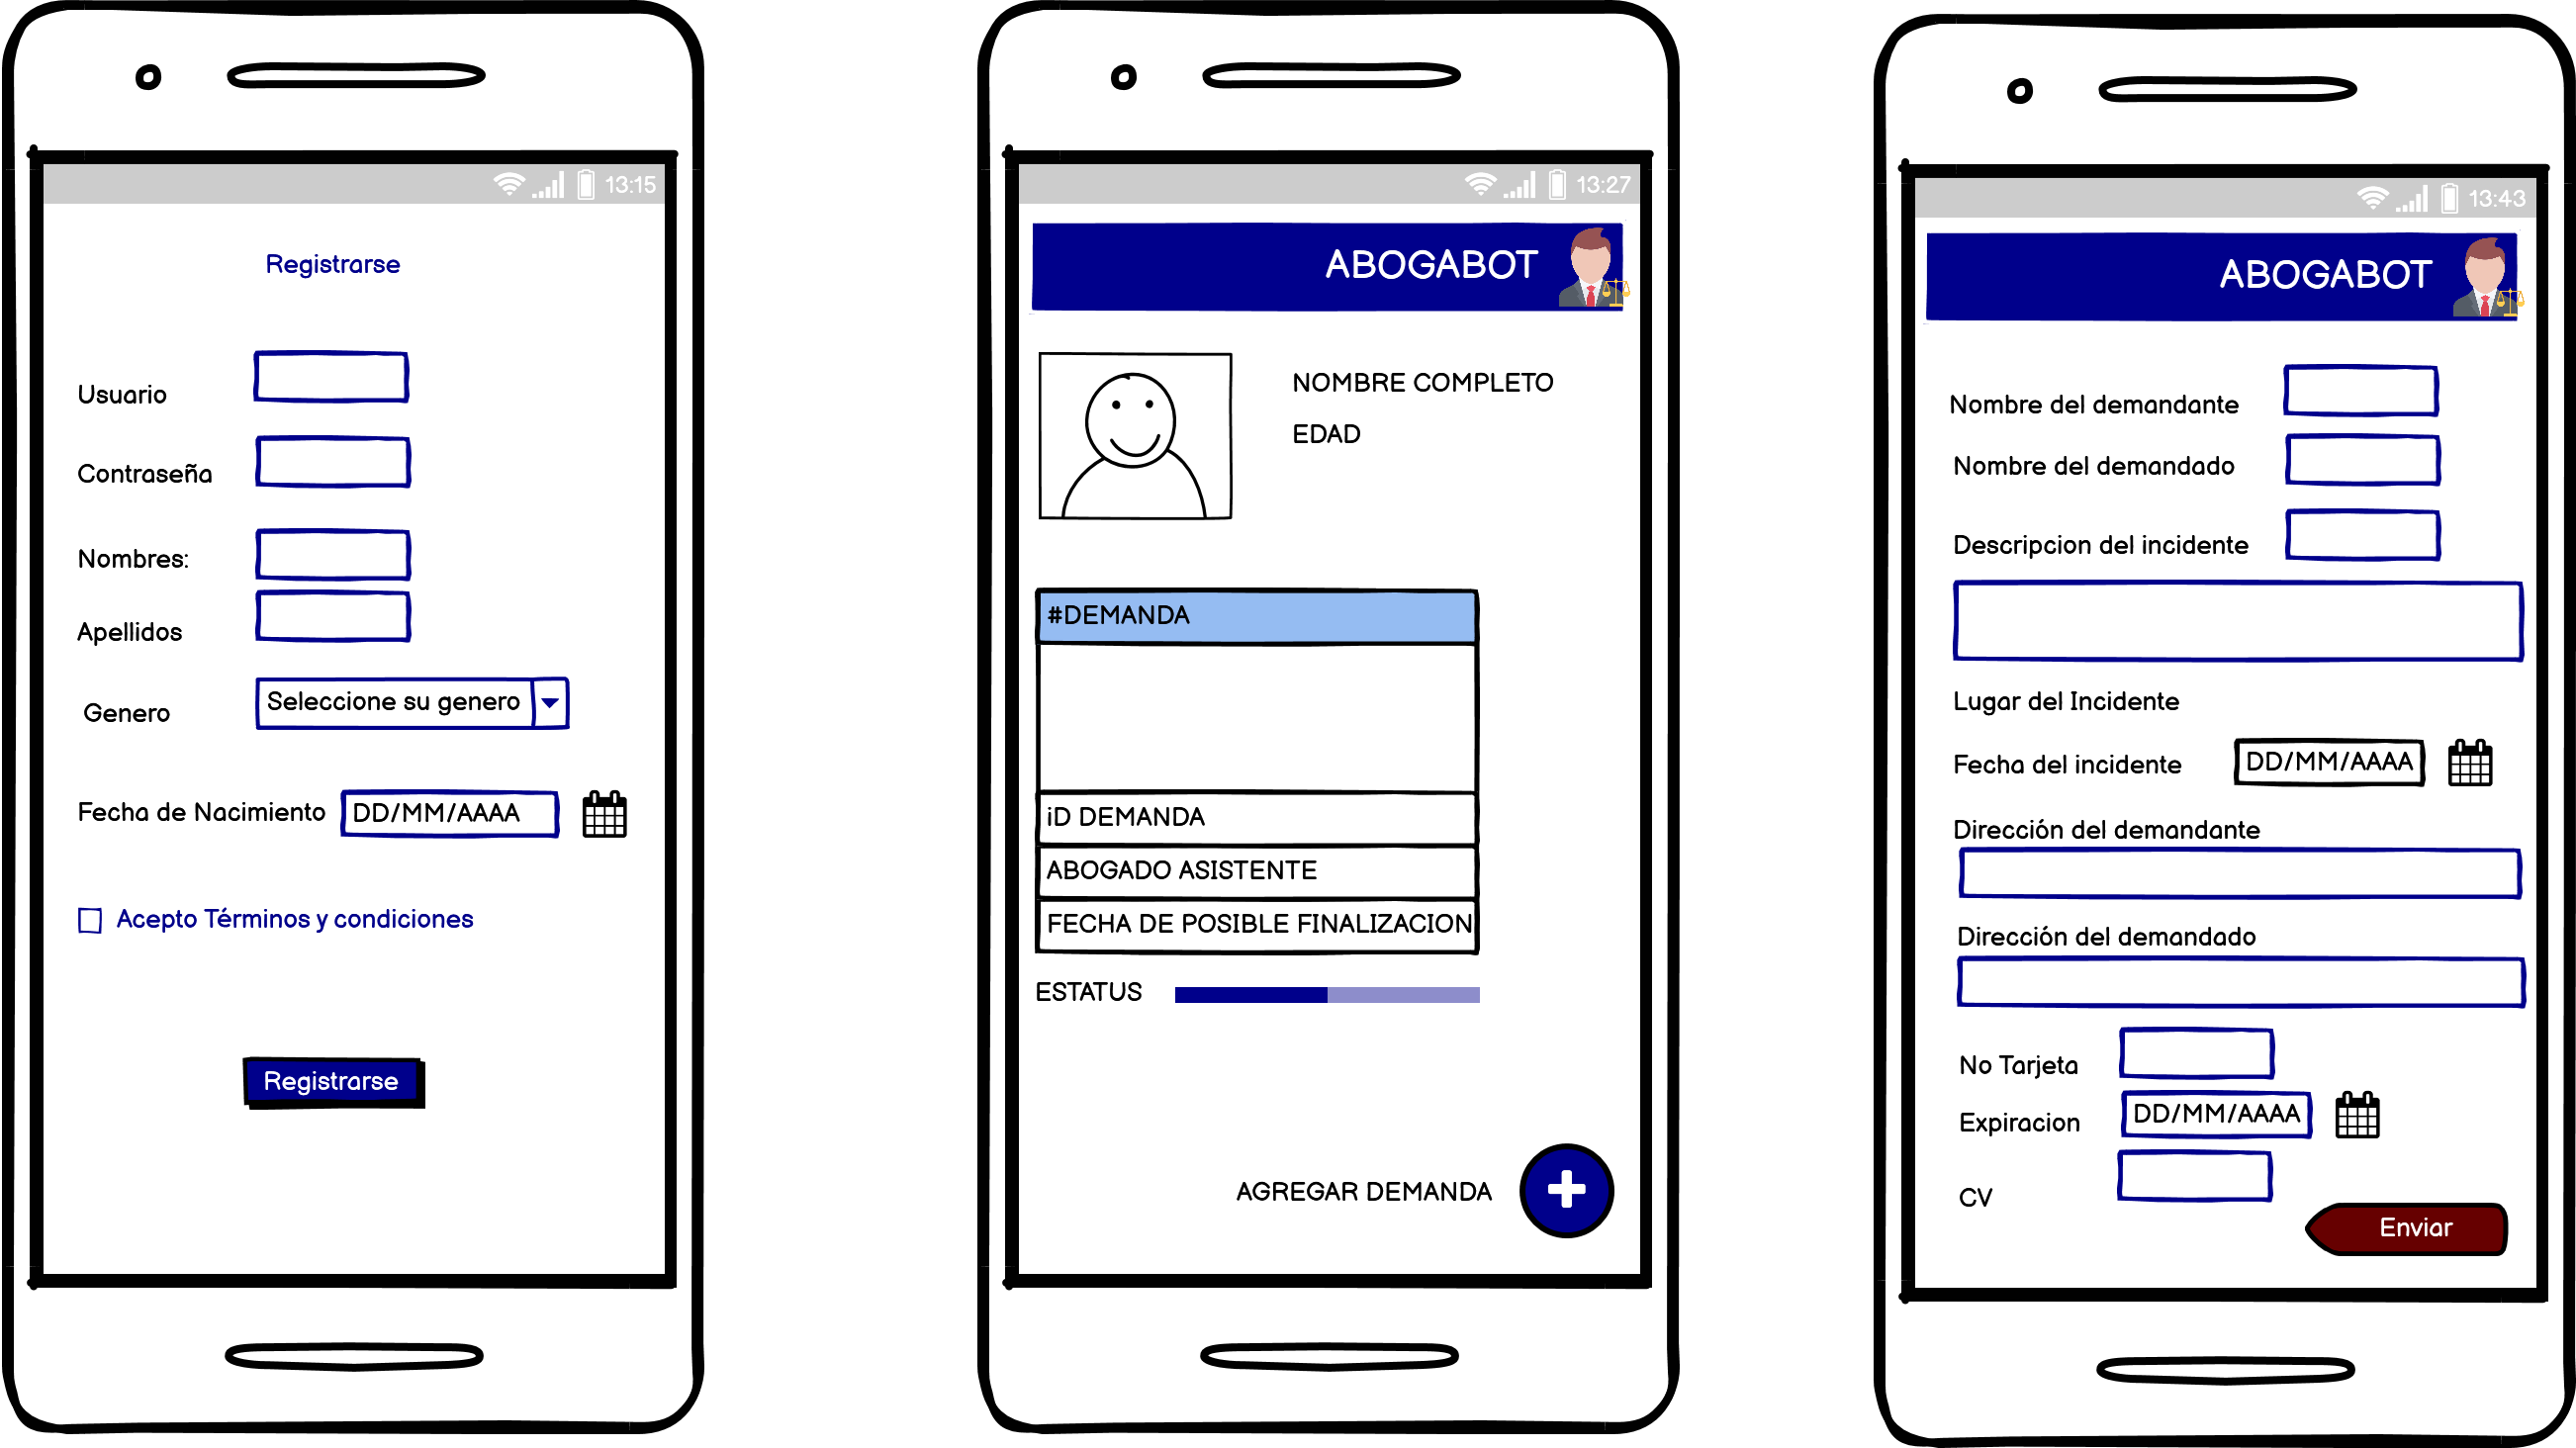 13:15
Registrarse
Usuario
Contraseña
Nombres:
Apellidos
Genero Seleccione su genero
Fecha de Nacimiento DD/MM/AAAA
Acepto Términos y condiciones
Registrarse
13:27
ABOGABOT
NOMBRE COMPLETO
EDAD
#DEMANDA
iD DEMANDA
ABOGADO ASISTENTE
FECHA DE POSIBLE FINALIZACION
ESTATUS
AGREGAR DEMANDA
13:43
ABOGABOT
Nombre del demandante
Nombre del demandado
Descripcion del incidente
Lugar del Incidente
Fecha del incidente DD/MM/AAAA
Dirección del demandante
Dirección del demandado
No Tarjeta
Expiracion DD/MM/AAAA
CV
Enviar